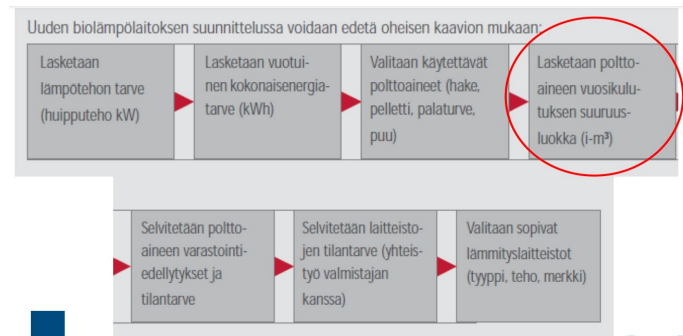 Uuden biolämpölaitoksen suunnittelussa voidaan edetä oheisen kaavion mukaan:
Lasketaan
lämpötehon tarve
(huipputeho kW)
Lasketaan vuotui-
nen kokonaisenergia-
tarve (kWh)
Valitaan käytettävät
polttoaineet (hake,
pelletti, palaturve,
puu)
Lasketaan poltto-
aineen vuosikulu-
tuksen suuruus-
luokka (i-m³)
Selvitetään poltto-
aineen varastointi-
edellytykset ja
tilantarve
Selvitetään laitteisto-
jen tilantarve (yhteis-
työ valmistajan
kanssa)
Valitaan sopivat
lämmityslaitteistot
(tyyppi, teho, merkki)